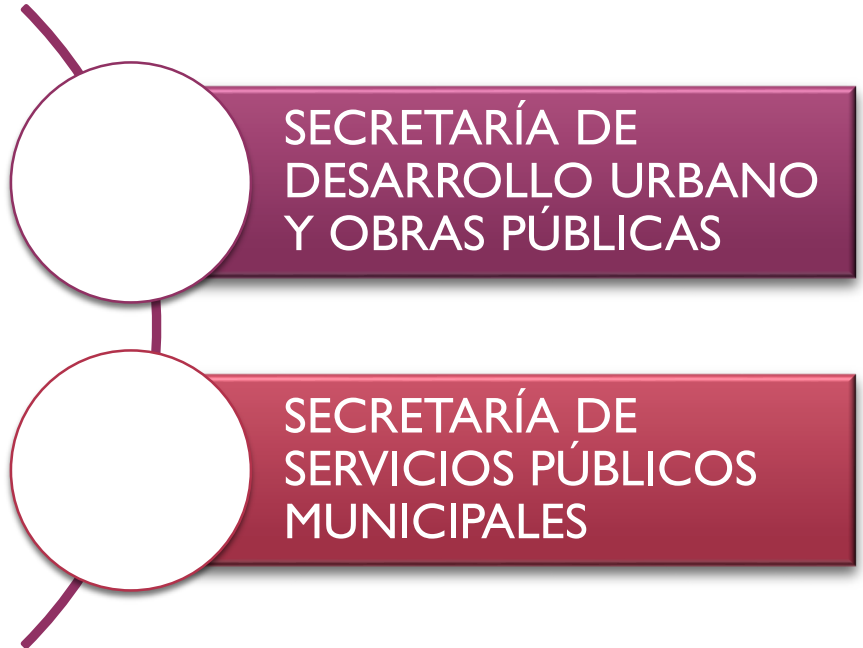 SECRETARÍA DE
DESARROLLO URBANO
Y OBRAS PÚBLICAS
SECRETARÍA DE
SERVICIOS PÚBLICOS
MUNICIPALES